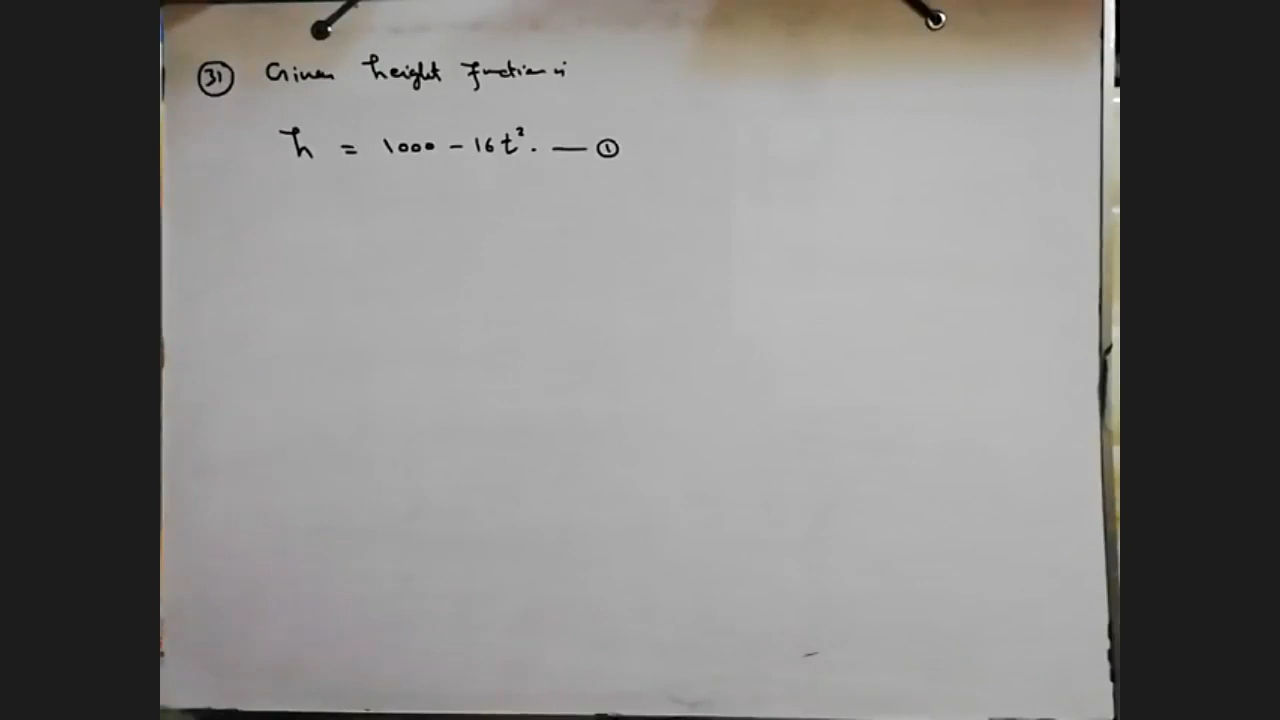 31 Given height function is
h = 1000 - 16t². — ①